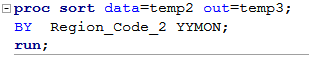 proc sort data=temp2 out=temp3;
BY  Region_Code_2 YYMON;
run;